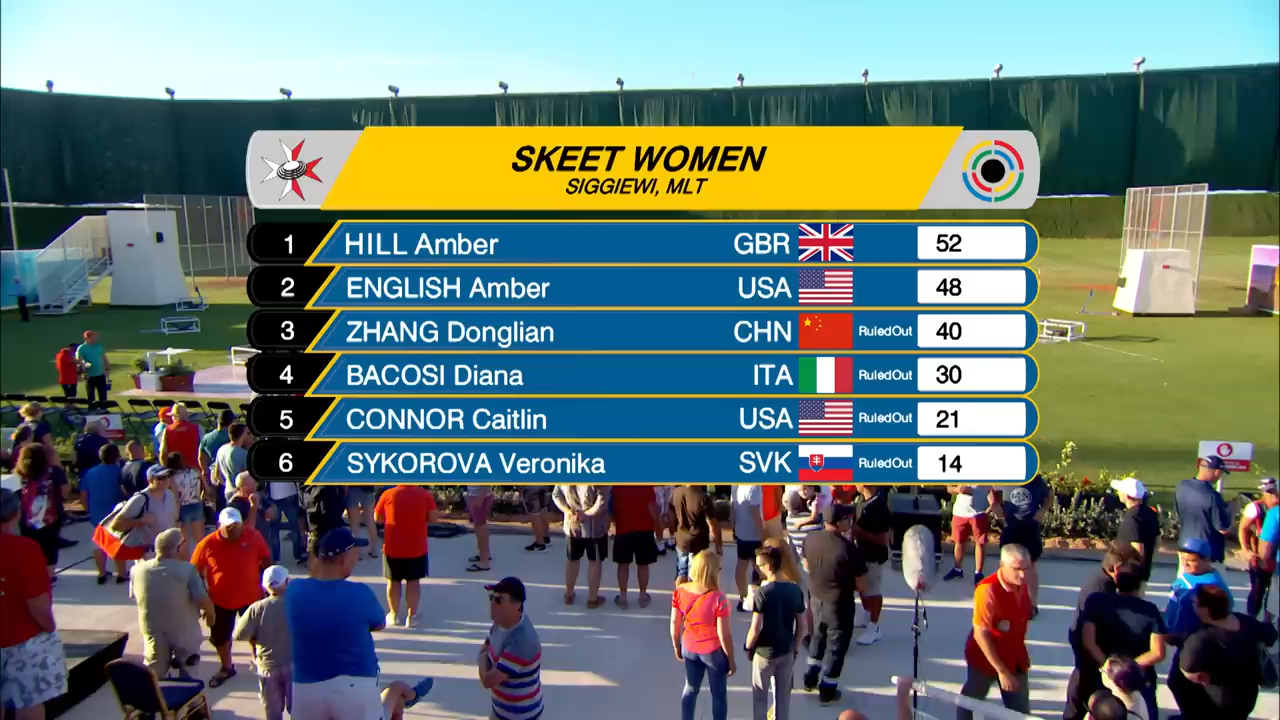 SKEET WOMEN
SIGGIEWI, MLT
1 HILL Amber GBR 52
2 ENGLISH Amber USA 48
3 ZHANG Donglian CHN RuledOut 40
4 BACOSI Diana ITA RuledOut 30
5 CONNOR Caitlin USA RuledOut 21
6 SYKOROVA Veronika SVK RuledOut 14